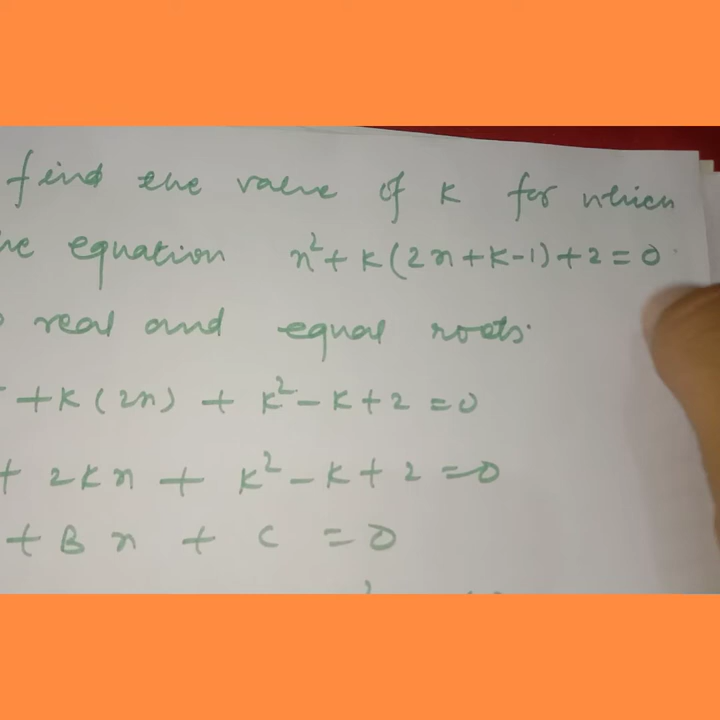 find the value of K for which
he equation x² + K(2x+K-1)+2=0
real and equal roots.
+K(2x) + K²-K+2=0
+ 2Kx + K²-K+2=0
+ Bx + C = 0